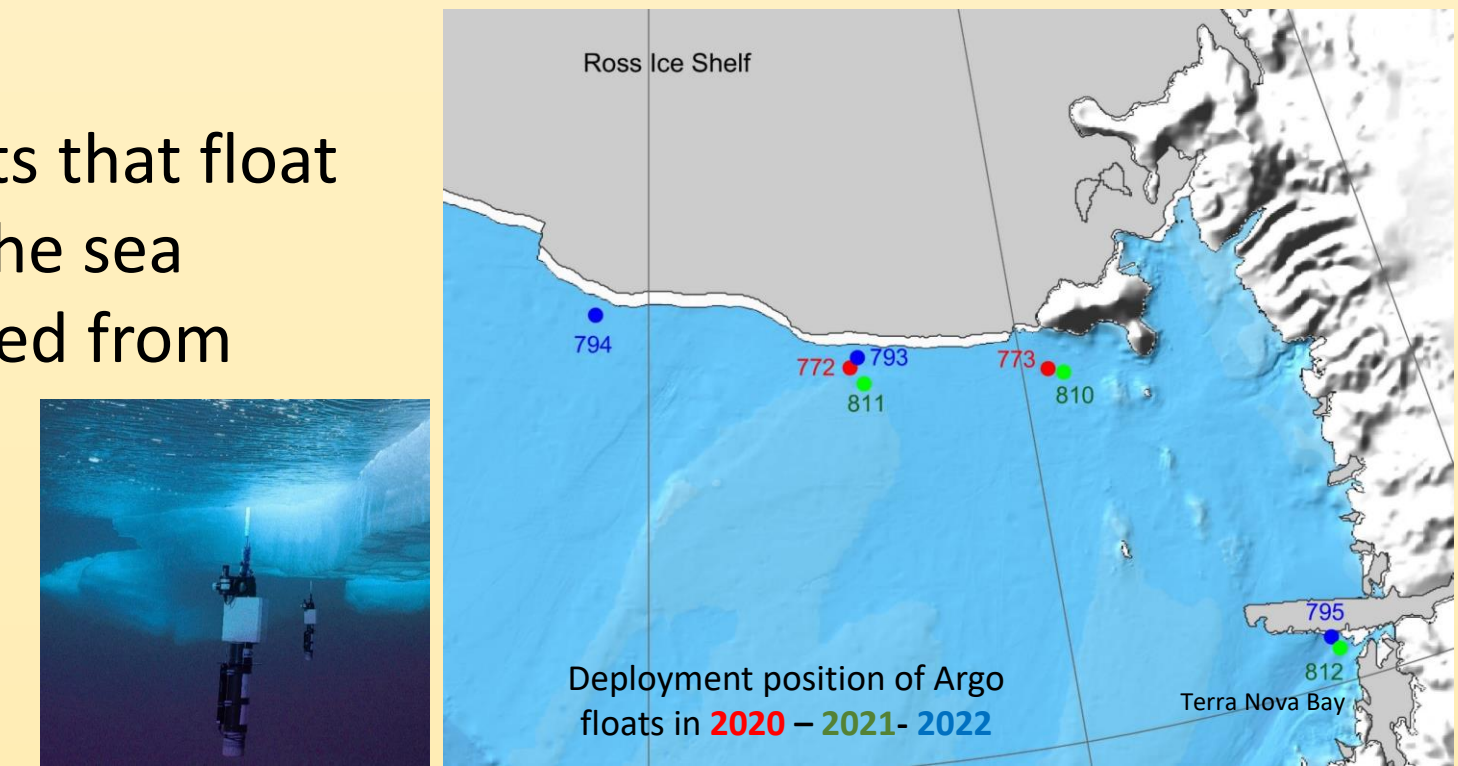 ts that float
he sea
ed from
Ross Ice Shelf
794
772
793
811
773
810
795
812
Terra Nova Bay
Deployment position of Argo
floats in 2020 – 2021- 2022